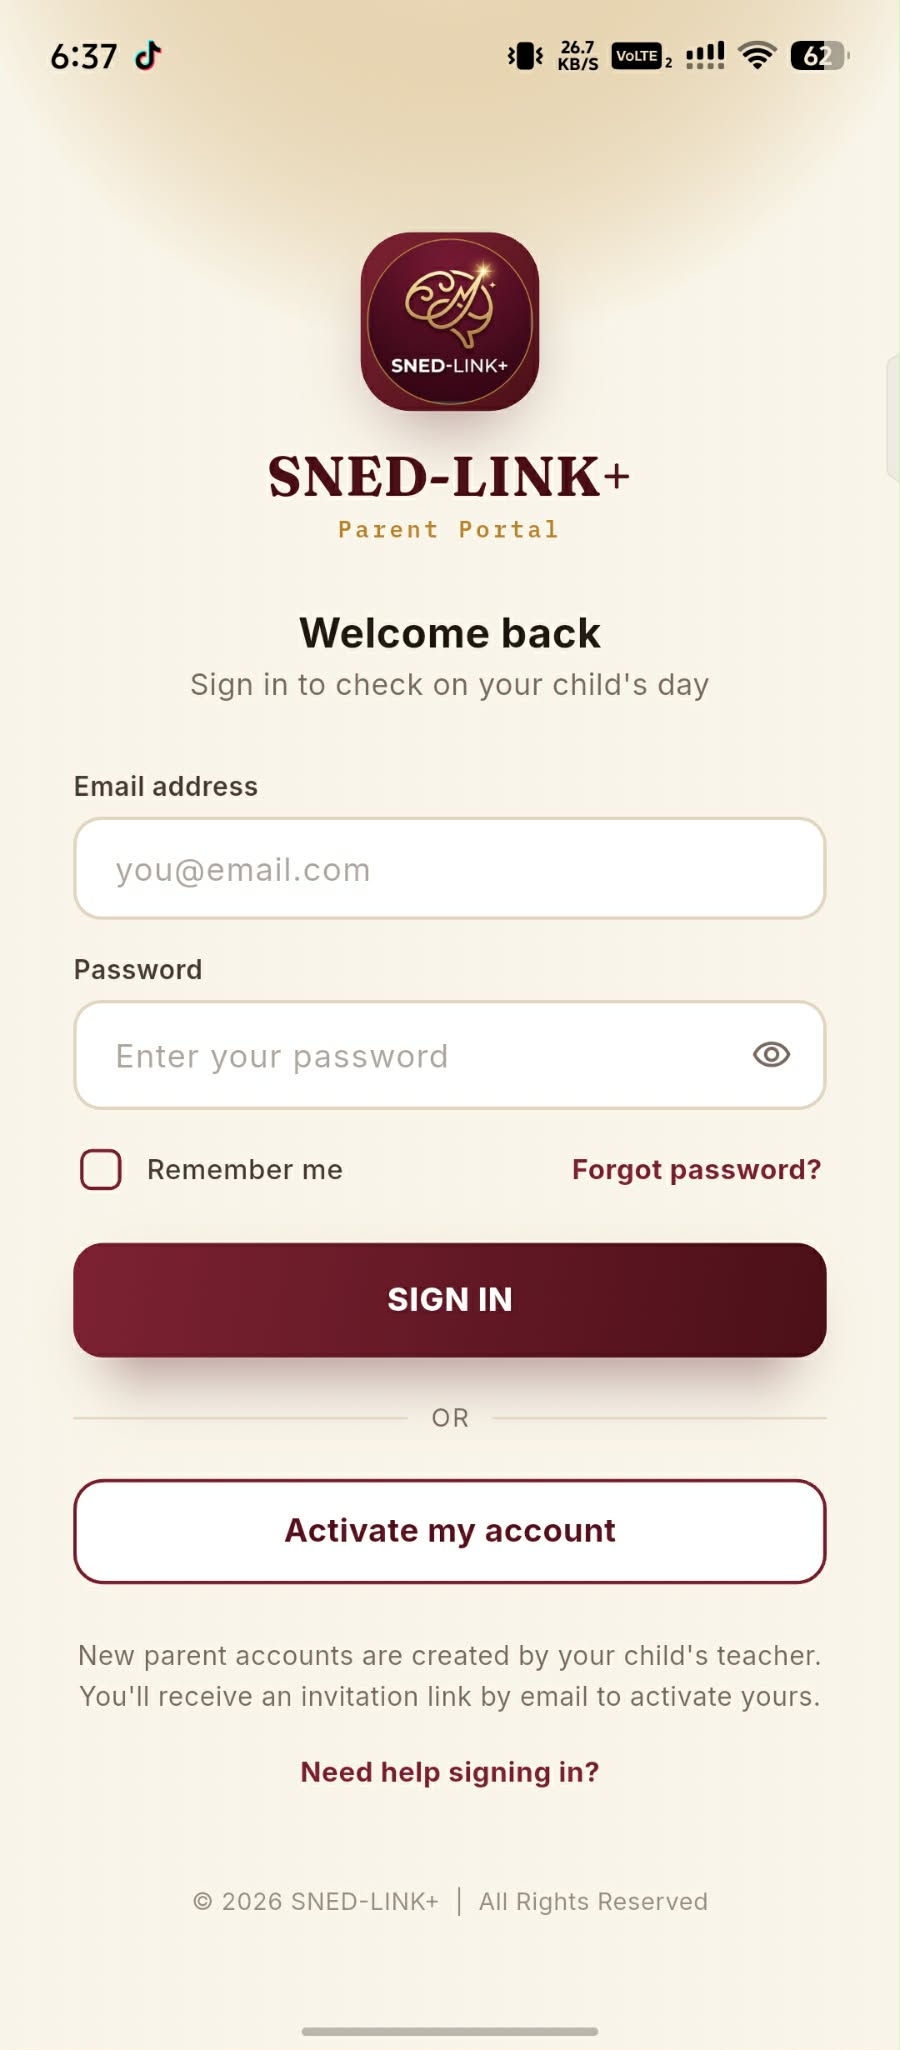 6:37
26.7
KB/S
VoLTE 2
62
SNED-LINK+
SNED-LINK+
Parent Portal
Welcome back
Sign in to check on your child's day
Email address
you@email.com
Password
Enter your password
Remember me
Forgot password?
SIGN IN
OR
Activate my account
New parent accounts are created by your child's teacher.
You'll receive an invitation link by email to activate yours.
Need help signing in?
© 2026 SNED-LINK+ | All Rights Reserved